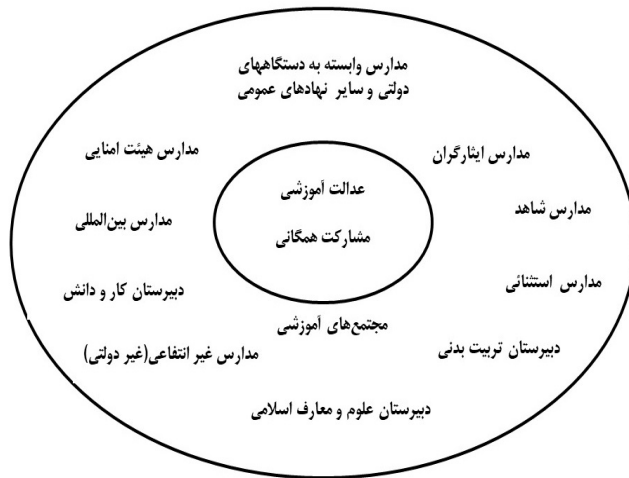 مدارس وابسته به دستگاههای
دولتی و سایر نهادهای عمومی
مدارس ایثارگران
مدارس هیئت امنایی
عدالت آموزشی
مدارس شاهد
مدارس بین‌المللی
مشارکت همگانی
مدارس استثنائی
دبیرستان کار و دانش
مجتمع‌های آموزشی
دبیرستان تربیت بدنی
مدارس غیر انتفاعی(غیر دولتی)
دبیرستان علوم و معارف اسلامی